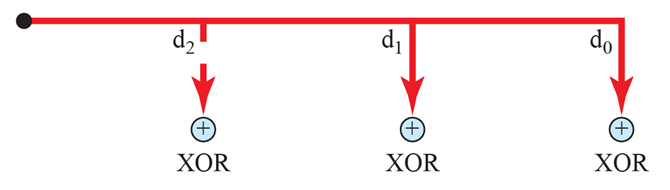 d₂ d₁ d₀
+ + +
XOR XOR XOR